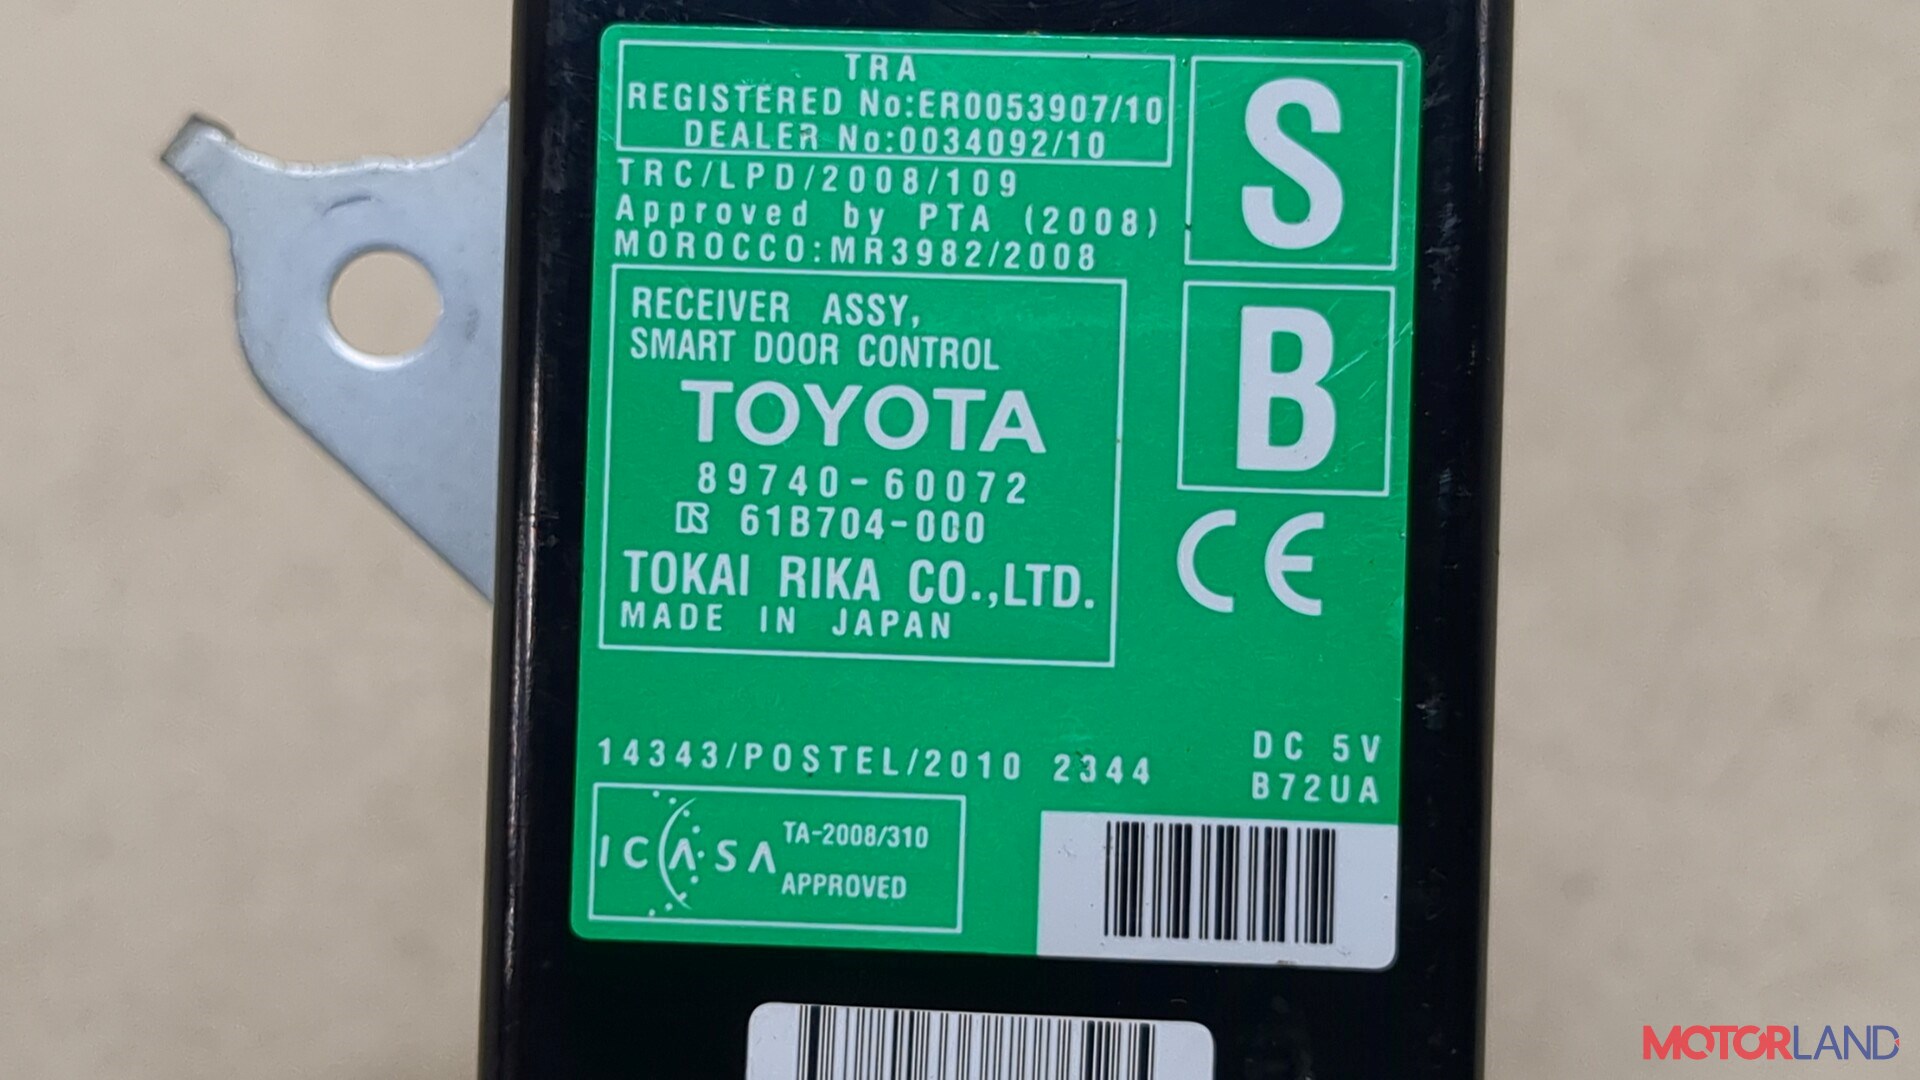 TRA
REGISTERED No:ER0053907/10
DEALER No:0034092/10
TRC/LPD/2008/109
Approved by PTA (2008)
MOROCCO:MR3982/2008
S
B
RECEIVER ASSY,
SMART DOOR CONTROL
TOYOTA
89740-60072
61B704-000
TOKAI RIKA CO.,LTD.
MADE IN JAPAN
CE
14343/POSTEL/2010 2344
DC 5V
B72UA
ICASA
TA-2008/310
APPROVED
MOTORLAND